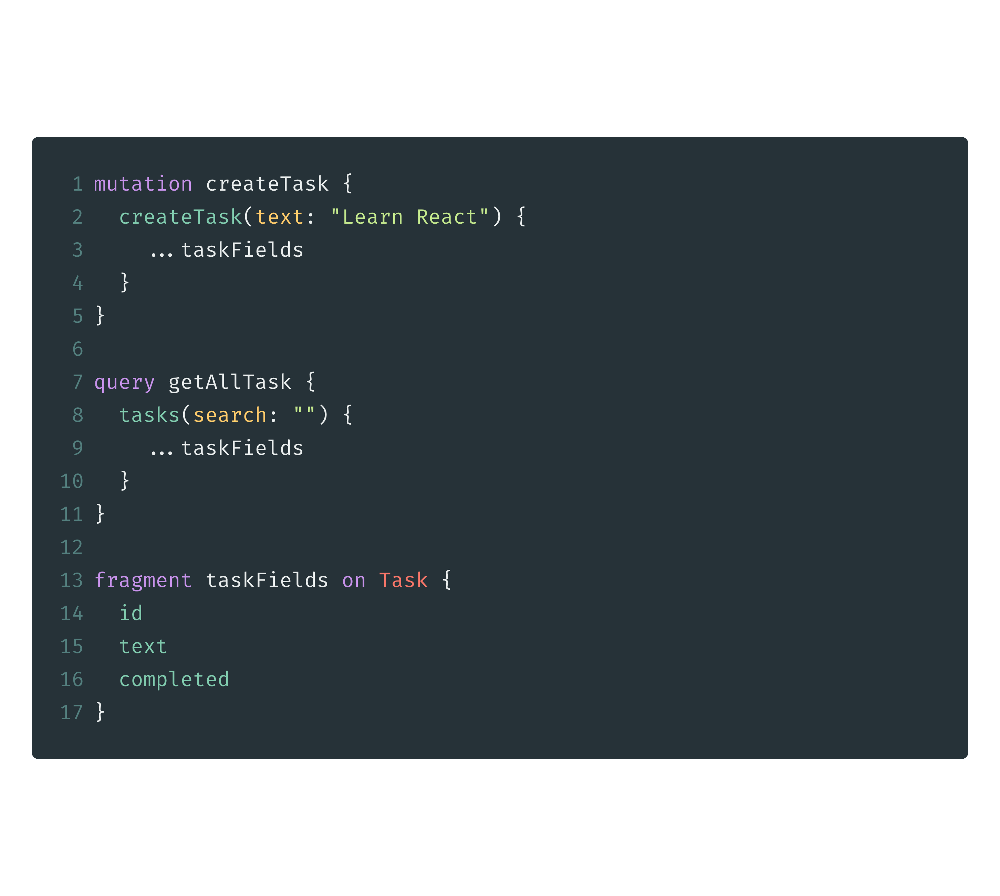 1 mutation createTask {
2   createTask(text: "Learn React") {
3     ...taskFields
4   }
5 }
6
7 query getAllTask {
8   tasks(search: "") {
9     ...taskFields
10   }
11 }
12
13 fragment taskFields on Task {
14   id
15   text
16   completed
17 }